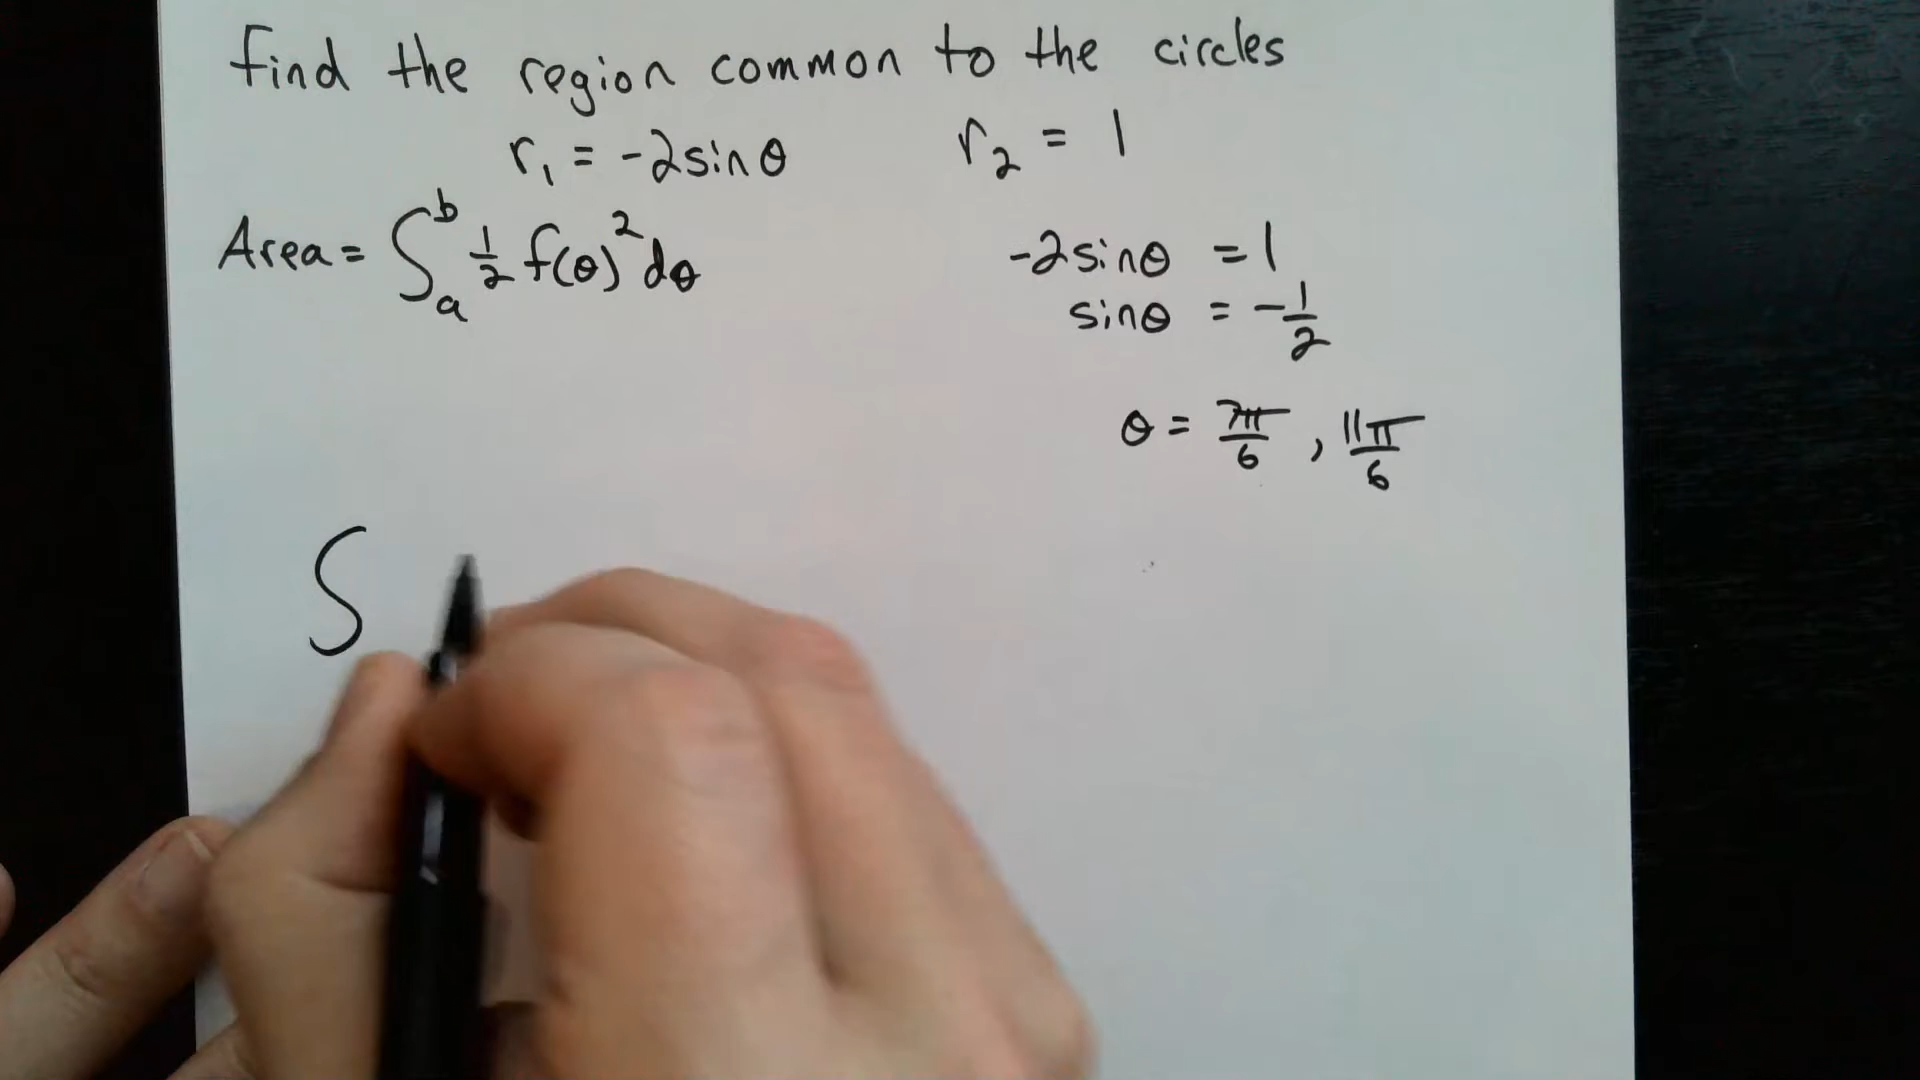 find the region common to the circles
r₁ = -2sinθ r₂ = 1
Area = ∫ₐᵇ ½ f(θ)² dθ -2sinθ = 1
sinθ = -½
θ = 7π/6 , 11π/6
∫